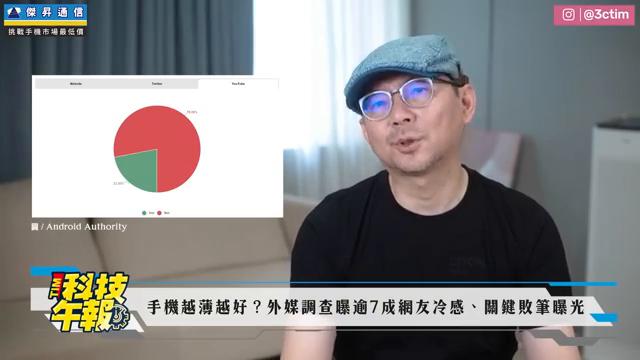 傑昇通信
挑戰手機市場最低價
@3ctim
Website
Twitter
YouTube
圖 / Android Authority
科技
午報
手機越薄越好？外媒調查曝逾7成網友冷感、關鍵敗筆曝光